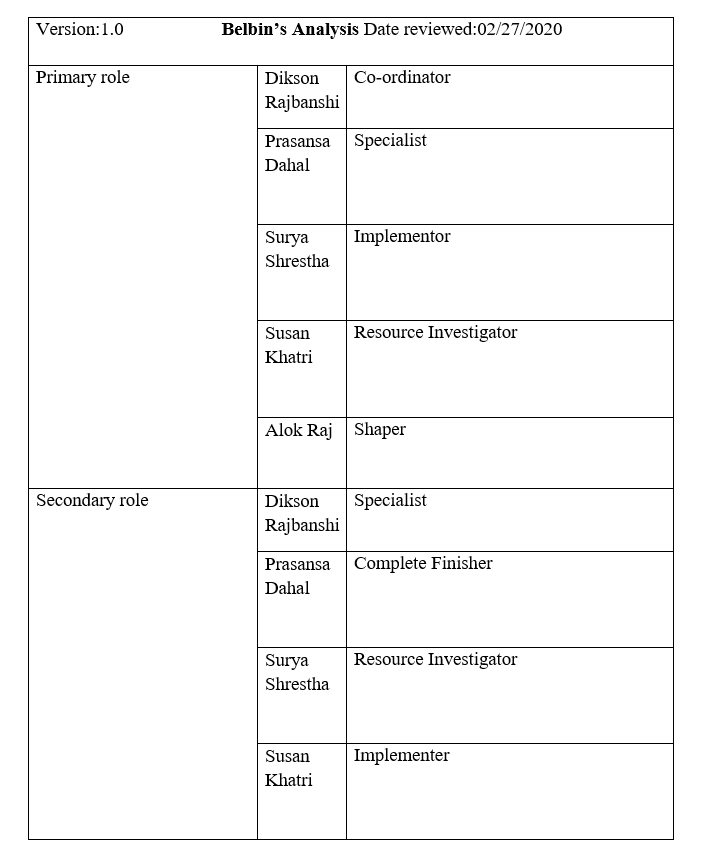 Version:1.0 Belbin’s Analysis Date reviewed:02/27/2020
Primary role Dikson Co-ordinator
Rajbanshi
Prasansa Specialist
Dahal
Surya Implementor
Shrestha
Susan Resource Investigator
Khatri
Alok Raj Shaper
Secondary role Dikson Specialist
Rajbanshi
Prasansa Complete Finisher
Dahal
Surya Resource Investigator
Shrestha
Susan Implementer
Khatri